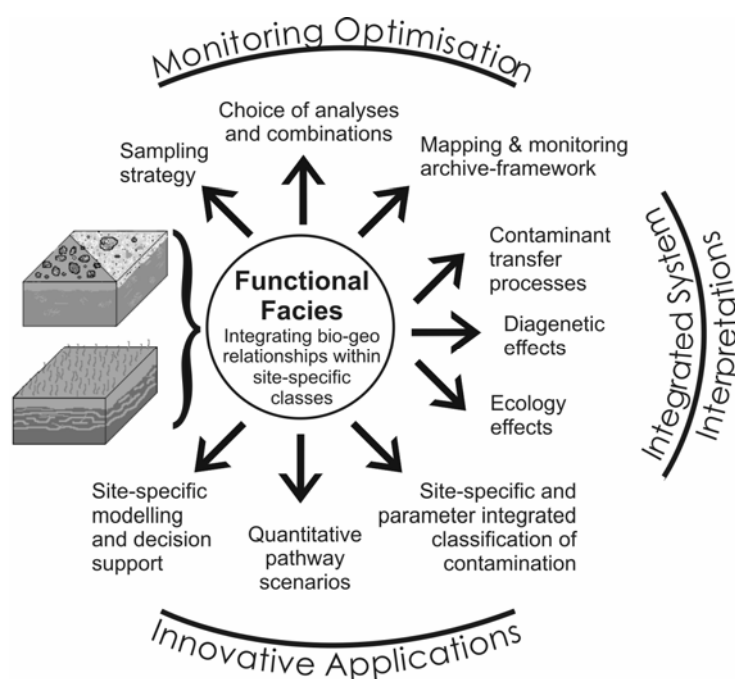 Monitoring Optimisation
Choice of analyses
and combinations
Sampling
strategy
Mapping & monitoring
archive-framework
Contaminant
transfer
processes
Diagenetic
effects
Ecology
effects
Integrated System
Interpretations
Functional
Facies
Integrating bio-geo
relationships within
site-specific
classes
Site-specific
modelling
and decision
support
Quantitative
pathway
scenarios
Site-specific and
parameter integrated
classification of
contamination
Innovative Applications